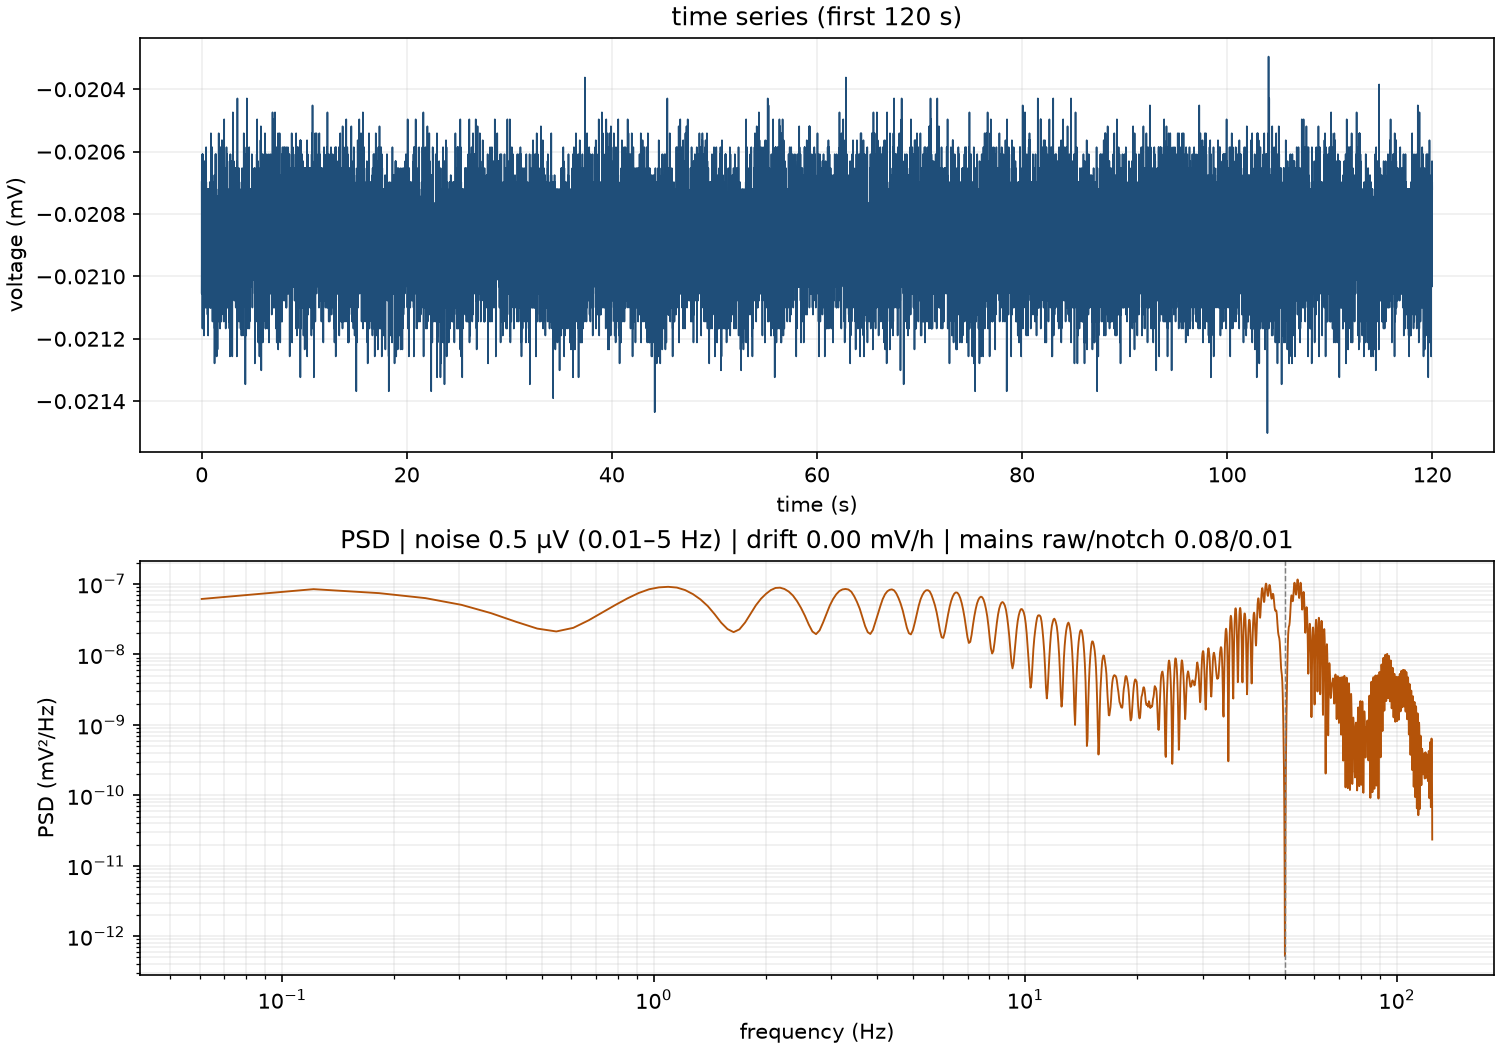 time series (first 120 s)
voltage (mV)
−0.0204
−0.0206
−0.0208
−0.0210
−0.0212
−0.0214
0 20 40 60 80 100 120
time (s)
PSD | noise 0.5 µV (0.01–5 Hz) | drift 0.00 mV/h | mains raw/notch 0.08/0.01
PSD (mV²/Hz)
10⁻⁷
10⁻⁸
10⁻⁹
10⁻¹⁰
10⁻¹¹
10⁻¹²
10⁻¹ 10⁰ 10¹ 10²
frequency (Hz)